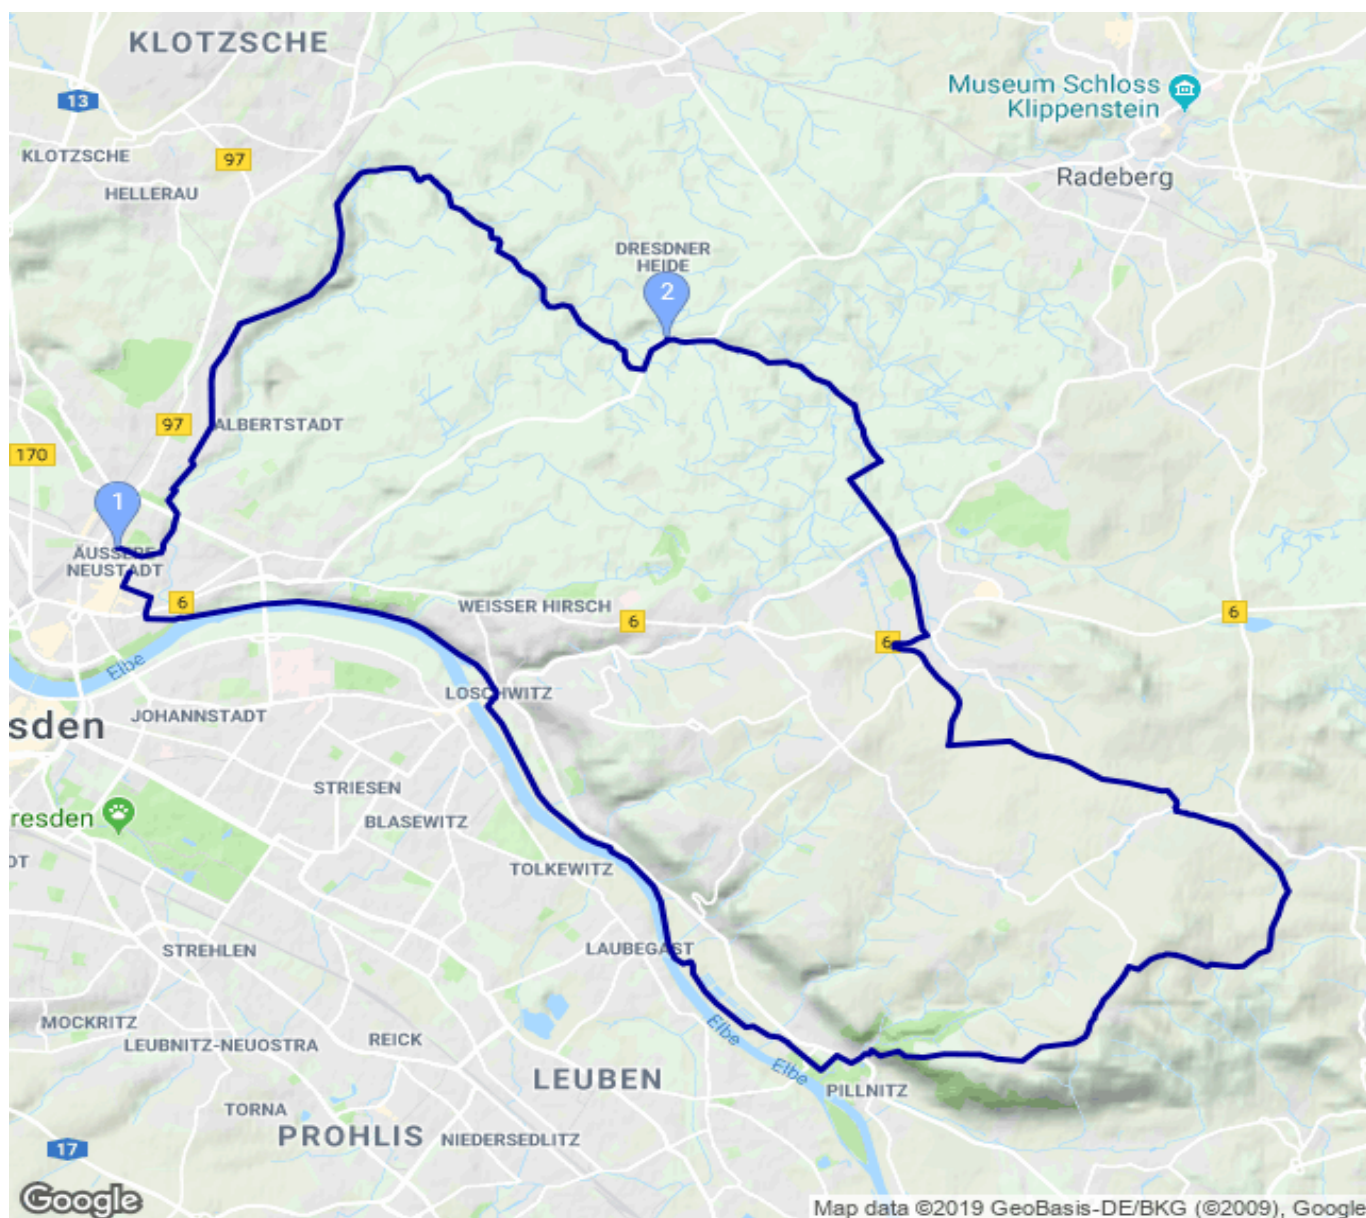 KLOTZSCHE
13
Museum Schloss
Klippenstein
KLOTZSCHE
97
Radeberg
HELLERAU
DRESDNER
HEIDE
2
97
ALBERTSTADT
170
1
ÄUSSERE
NEUSTADT
6
WEISSER HIRSCH
6
6
6
Elbe
LOSCHWITZ
JOHANNSTADT
sden
STRIESEN
BLASEWITZ
resden
TOLKEWITZ
DT
STREHLEN
LAUBEGAST
MOCKRITZ
Elbe
REICK
LEUBNITZ-NEUOSTRA
Elbe
LEUBEN
PILLNITZ
TORNA
PROHLIS
NIEDERSEDLITZ
17
Google
Map data ©2019 GeoBasis-DE/BKG (©2009), Google